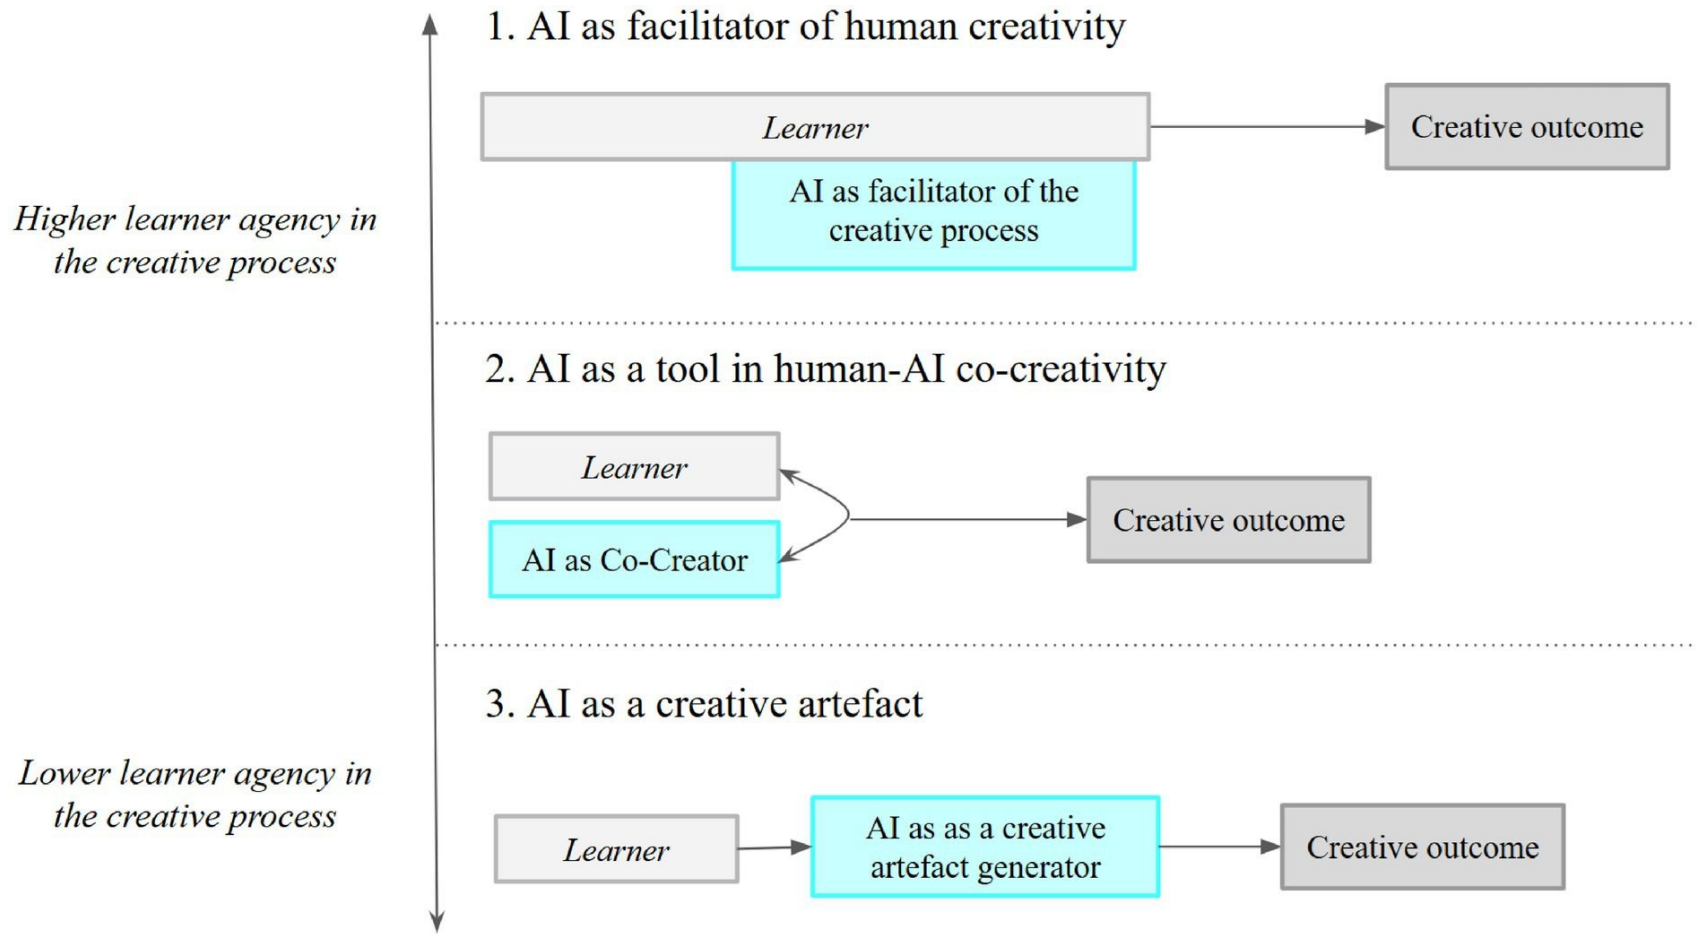 1. AI as facilitator of human creativity
Learner
Creative outcome
AI as facilitator of the
creative process
Higher learner agency in
the creative process
2. AI as a tool in human-AI co-creativity
Learner
AI as Co-Creator
Creative outcome
3. AI as a creative artefact
Lower learner agency in
the creative process
Learner
AI as as a creative
artefact generator
Creative outcome